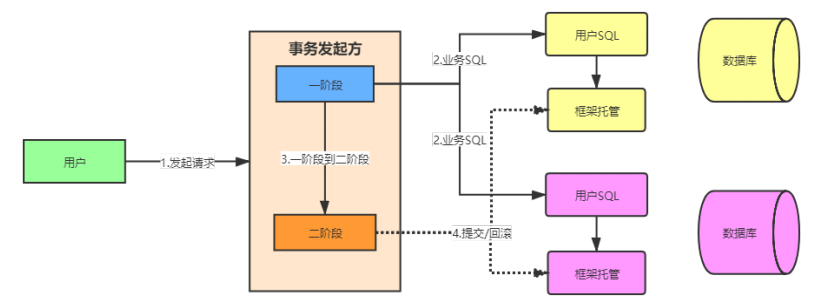 事务发起方
一阶段
2.业务SQL
用户SQL
数据库
框架托管
2.业务SQL
用户
1.发起请求
3.一阶段到二阶段
用户SQL
二阶段
4.提交/回滚
数据库
框架托管